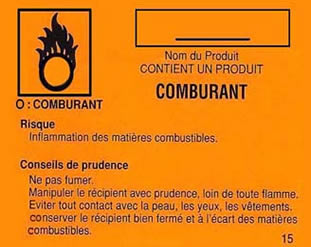 Nom du Produit
CONTIENT UN PRODUIT
COMBURANT
O : COMBURANT
Risque
Inflammation des matières combustibles.
Conseils de prudence
Ne pas fumer.
Manipuler le récipient avec prudence, loin de toute flamme.
Eviter tout contact avec la peau, les yeux, les vêtements.
conserver le récipient bien fermé et à l'écart des matières
combustibles.
15